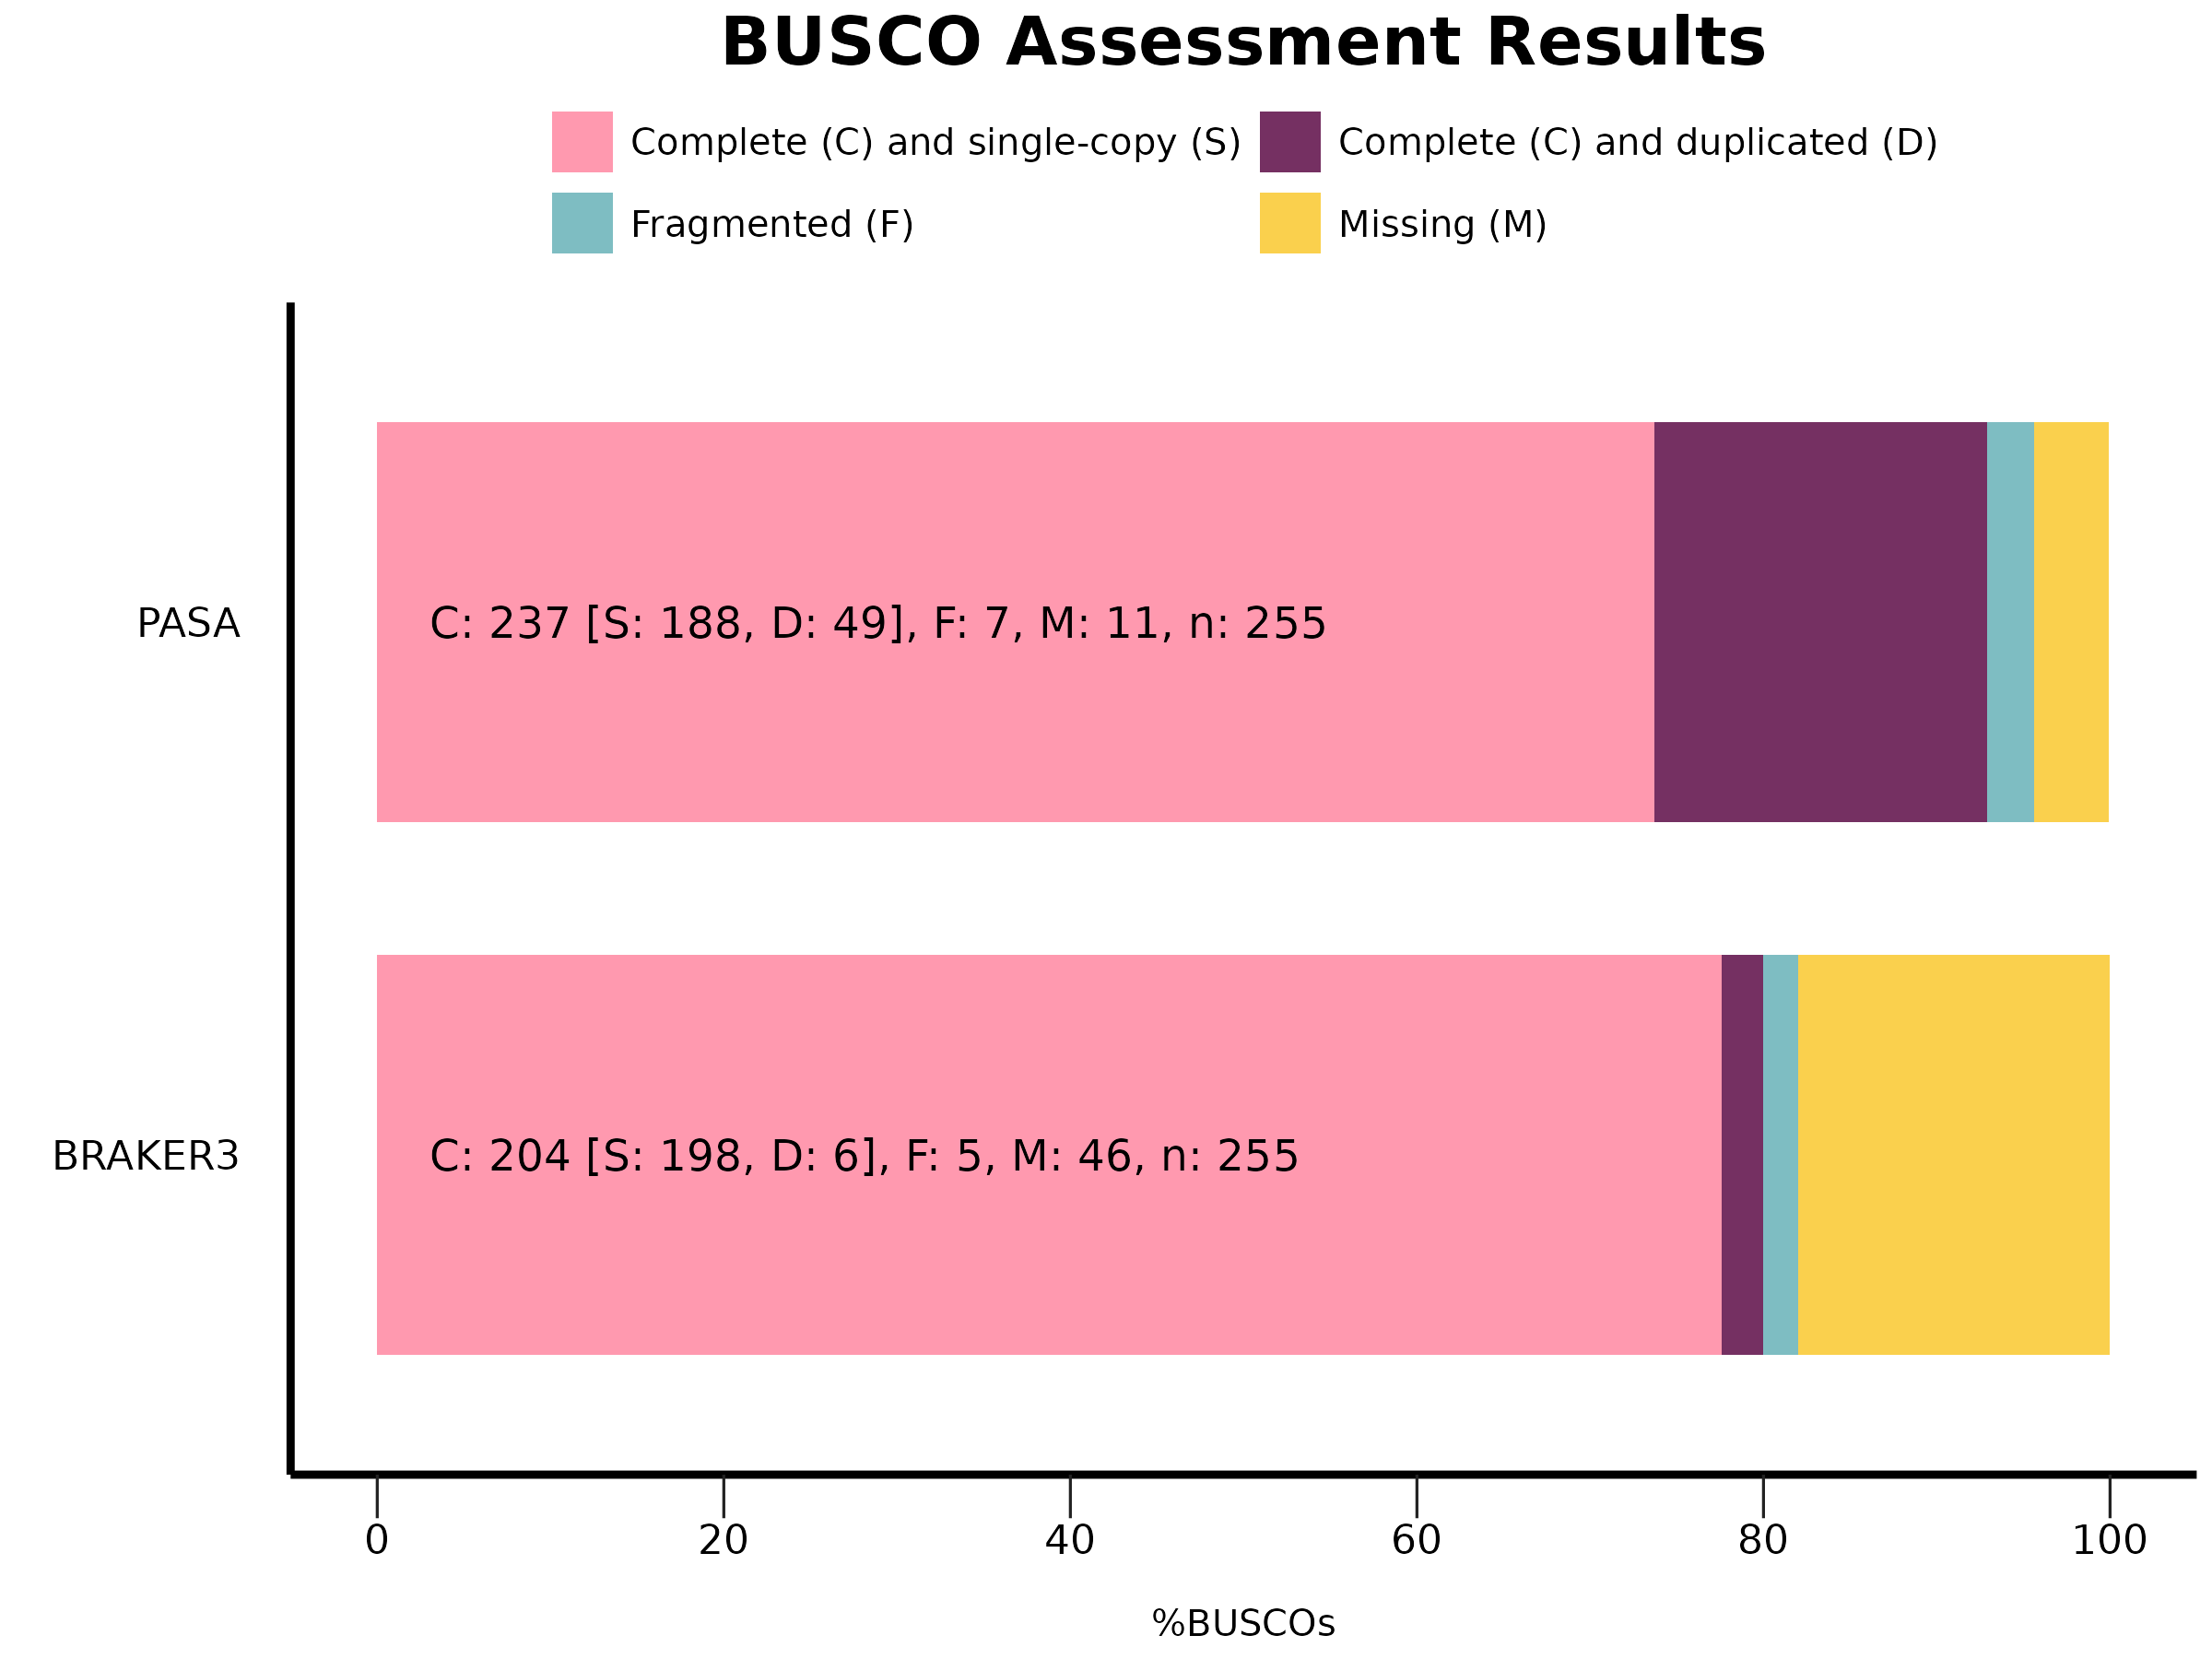 BUSCO Assessment Results
Complete (C) and single-copy (S)
Complete (C) and duplicated (D)
Fragmented (F)
Missing (M)
PASA
C: 237 [S: 188, D: 49], F: 7, M: 11, n: 255
BRAKER3
C: 204 [S: 198, D: 6], F: 5, M: 46, n: 255
0 20 40 60 80 100
%BUSCOs